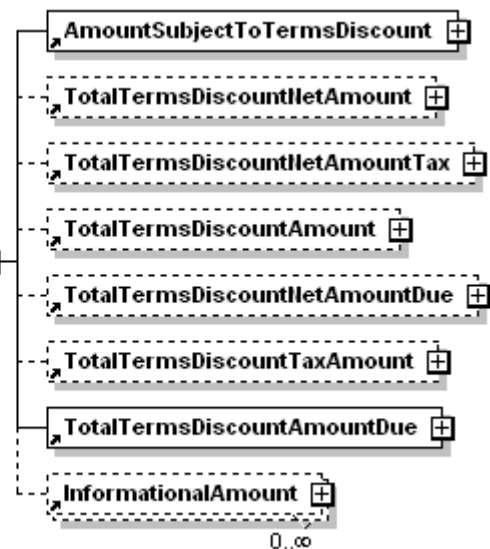 AmountSubjectToTermsDiscount
TotalTermsDiscountNetAmount
TotalTermsDiscountNetAmountTax
TotalTermsDiscountAmount
TotalTermsDiscountNetAmountDue
TotalTermsDiscountTaxAmount
TotalTermsDiscountAmountDue
InformationalAmount
0..∞